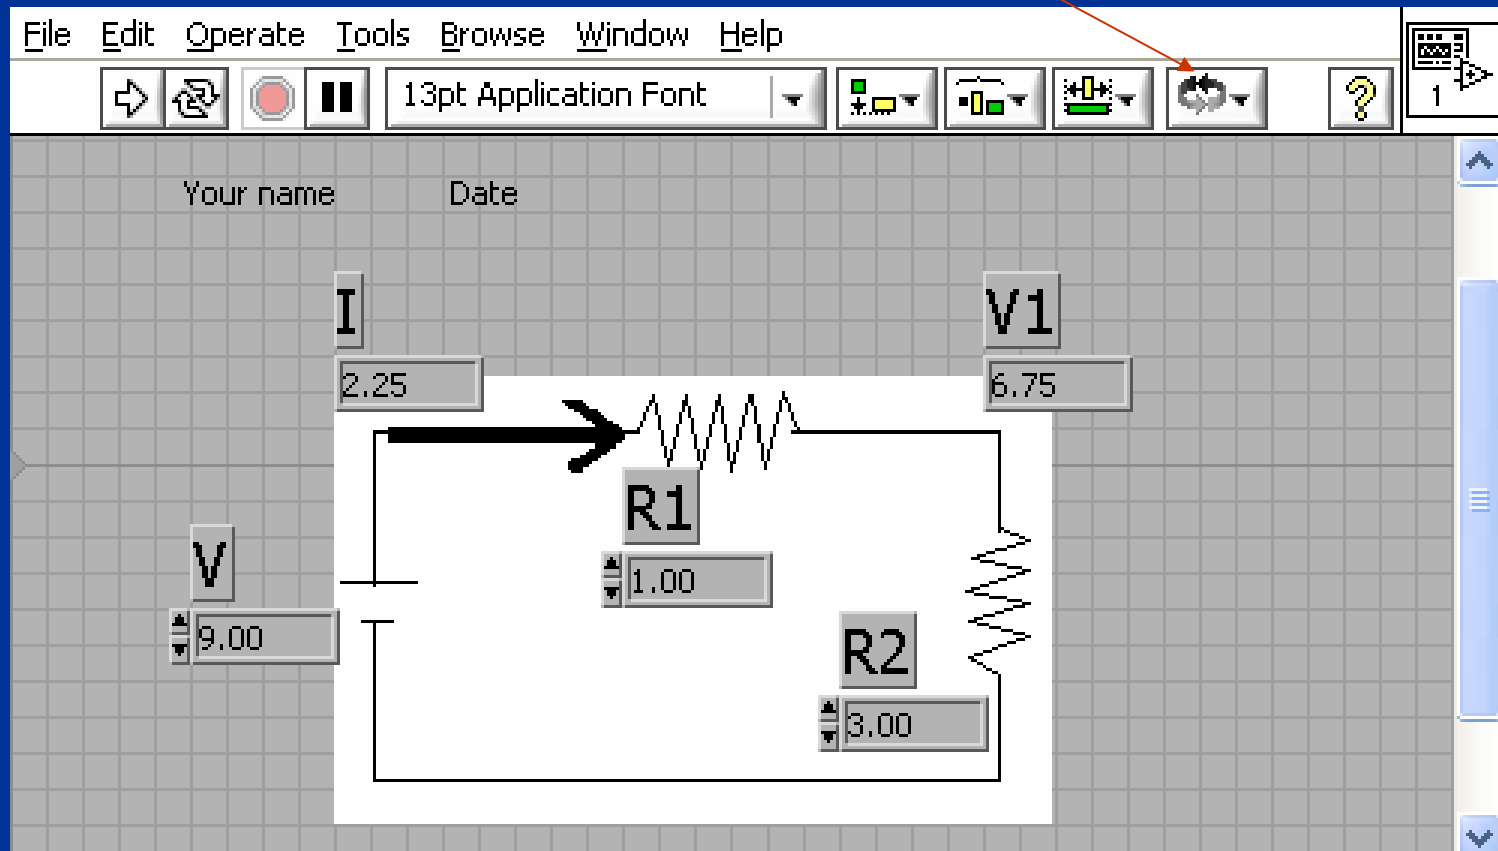 File Edit Operate Tools Browse Window Help
13pt Application Font
?
1
Your name Date
I
2.25
V1
6.75
R1
1.00
V
9.00
R2
3.00